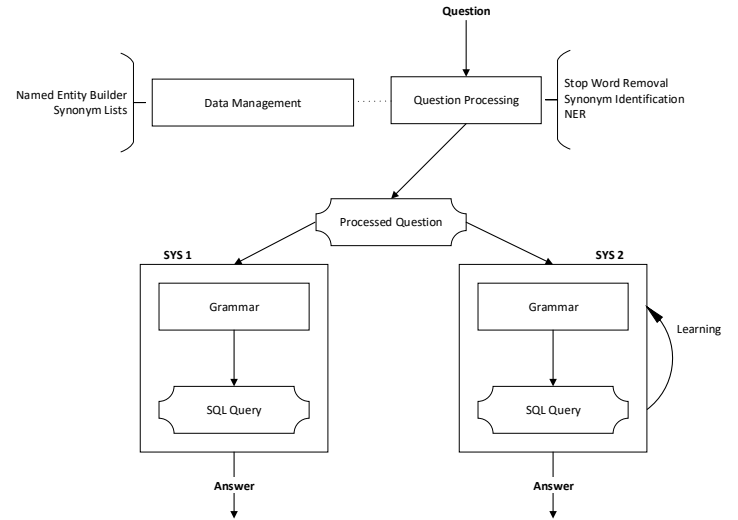 Question
Named Entity Builder
Synonym Lists
Data Management
Question Processing
Stop Word Removal
Synonym Identification
NER
Processed Question
SYS 1
SYS 2
Grammar
Grammar
Learning
SQL Query
SQL Query
Answer
Answer